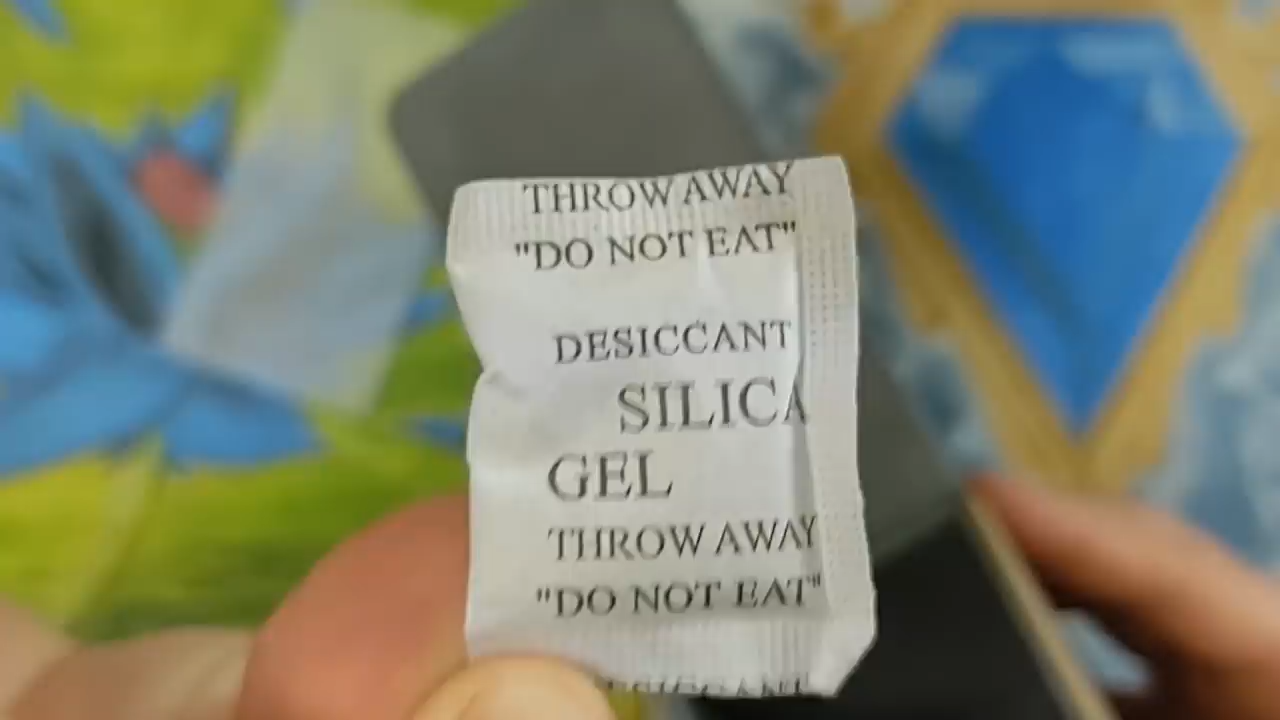 THROW AWAY
"DO NOT EAT"
DESICCANT
SILICA
GEL
THROW AWAY
"DO NOT EAT"